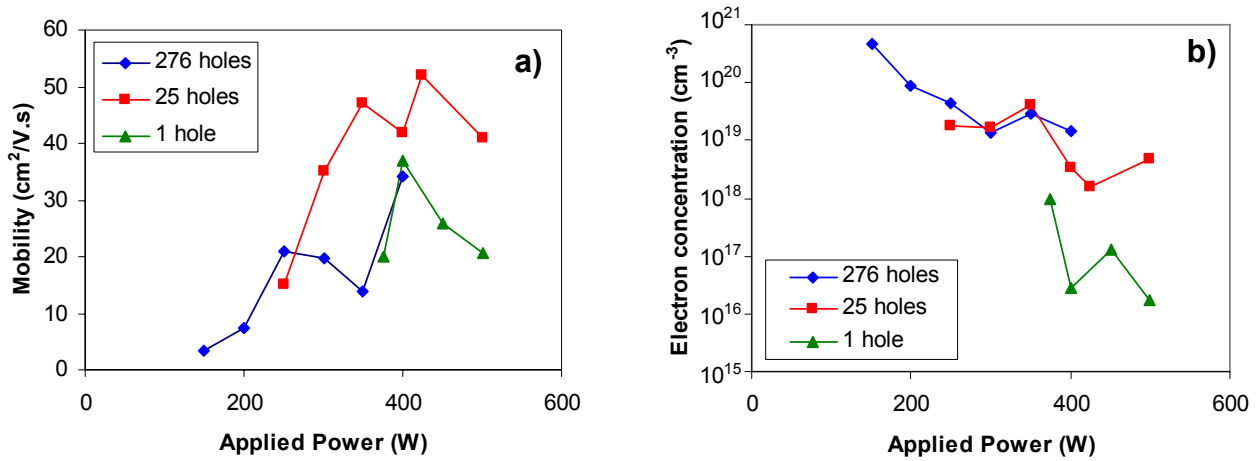 a)
Mobility (cm²/V.s)
60
50
40
30
20
10
0
276 holes
25 holes
1 hole
0 200 400 600
Applied Power (W)
b)
Electron concentration (cm⁻³)
10²¹
10²⁰
10¹⁹
10¹⁸
10¹⁷
10¹⁶
10¹⁵
276 holes
25 holes
1 hole
0 200 400 600
Applied Power (W)